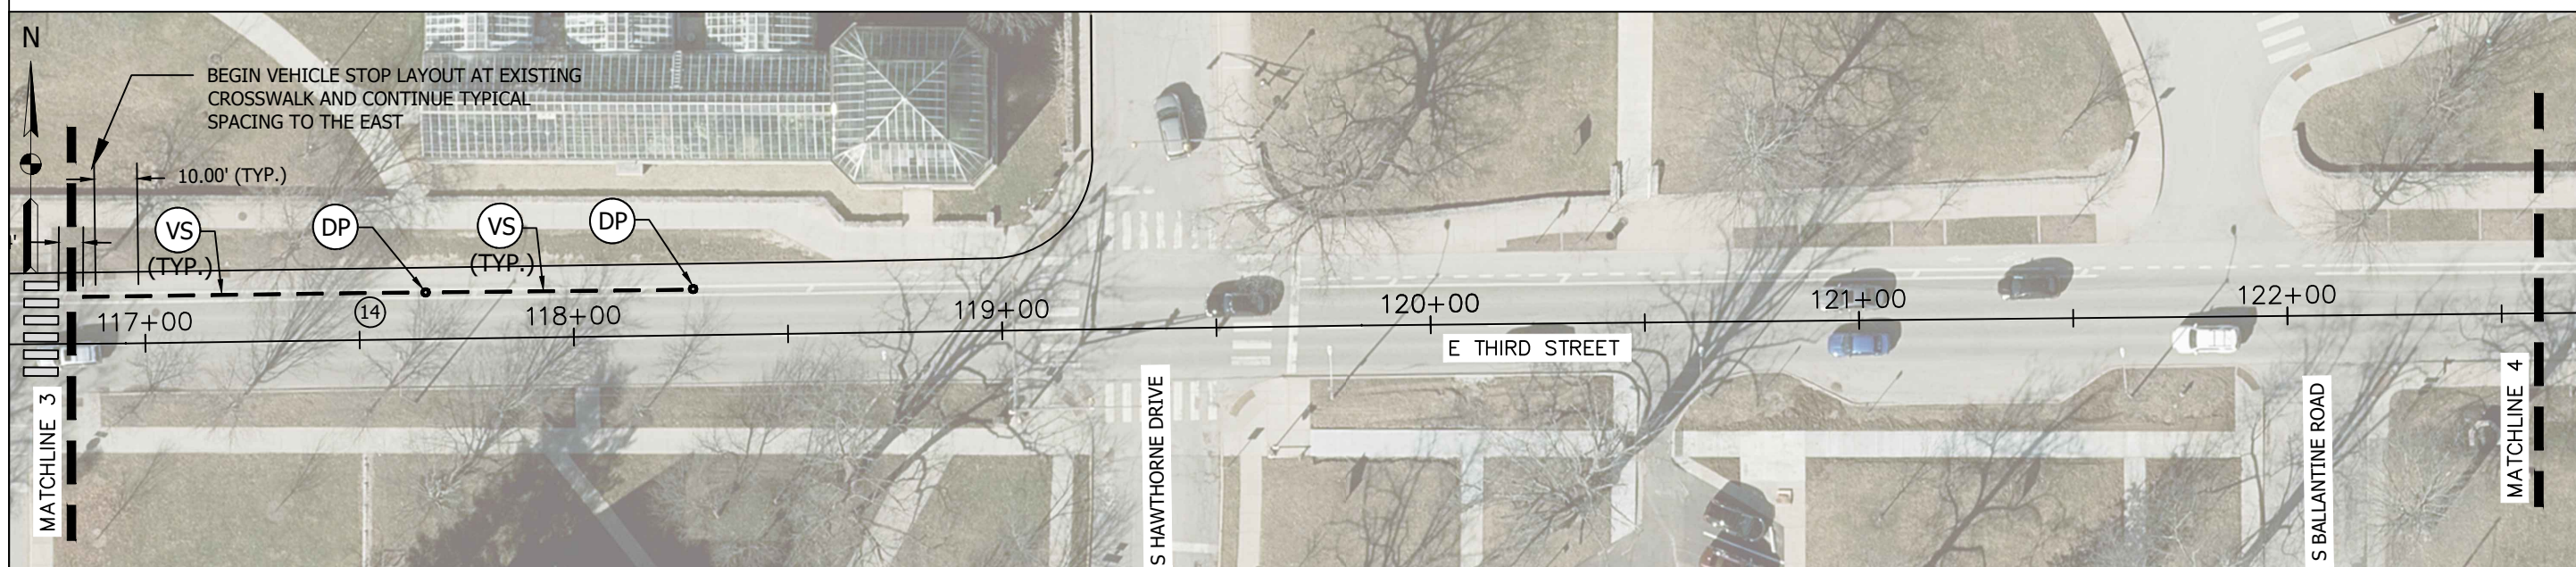 N
BEGIN VEHICLE STOP LAYOUT AT EXISTING
CROSSWALK AND CONTINUE TYPICAL
SPACING TO THE EAST
10.00' (TYP.)
VS
(TYP.)
DP
VS
(TYP.)
DP
14
117+00
118+00
119+00
120+00
121+00
122+00
E THIRD STREET
MATCHLINE 3
S HAWTHORNE DRIVE
S BALLANTINE ROAD
MATCHLINE 4